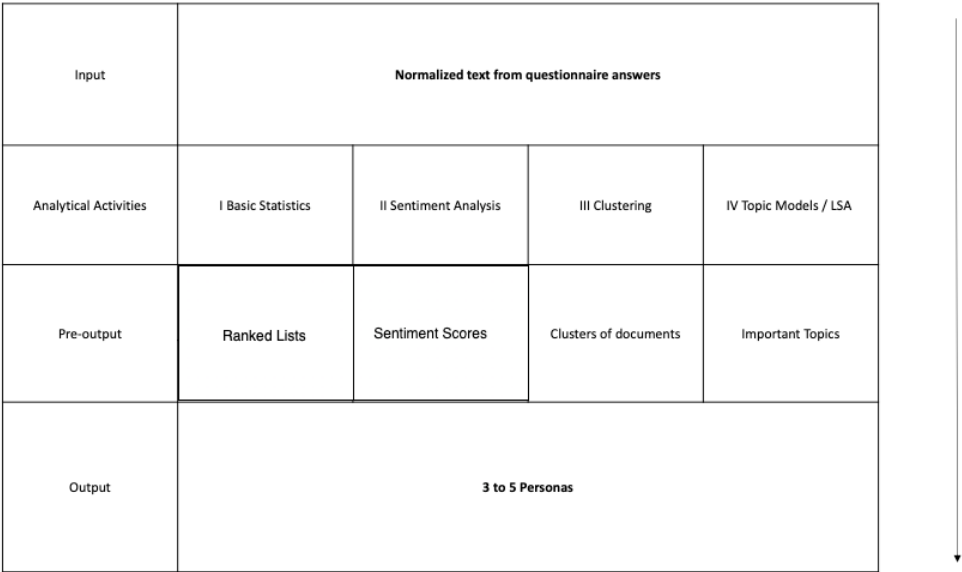 Input
Normalized text from questionnaire answers
Analytical Activities
I Basic Statistics
II Sentiment Analysis
III Clustering
IV Topic Models / LSA
Pre-output
Ranked Lists
Sentiment Scores
Clusters of documents
Important Topics
Output
3 to 5 Personas